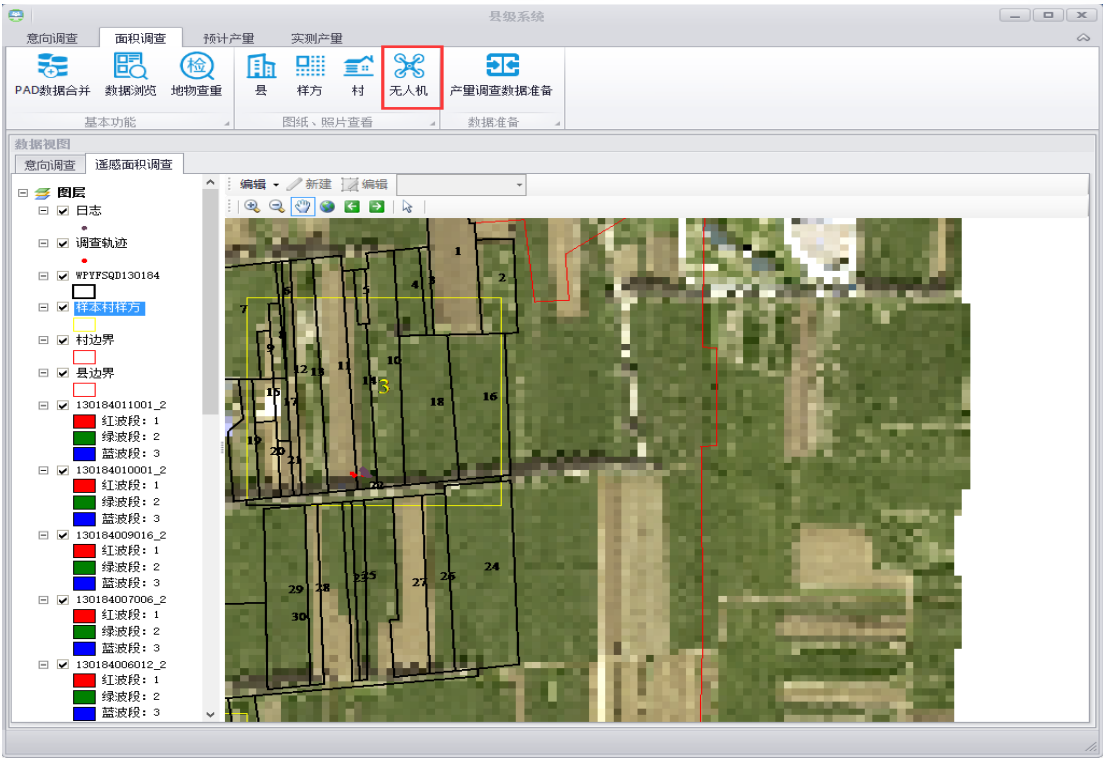 县级系统
意向调查 面积调查 预计产量 实测产量
检
PAD数据合并 数据浏览 地物查重 县 样方 村 无人机 产量调查数据准备
基本功能 图纸、照片查看 数据准备
数据视图
意向调查 遥感面积调查
编辑 新建 编辑
图层
日志
调查轨迹
WPYFSQD130184
样本村样方
村边界
县边界
130184011001_2
红波段: 1
绿波段: 2
蓝波段: 3
130184010001_2
红波段: 1
绿波段: 2
蓝波段: 3
130184009016_2
红波段: 1
绿波段: 2
蓝波段: 3
130184007006_2
红波段: 1
绿波段: 2
蓝波段: 3
130184006012_2
红波段: 1
绿波段: 2
蓝波段: 3
1
2
3
4
5
6
7
9
10
11
12 13
14
3
15
16
17
18
19
20
21
22
24
25
26
27
28
29
30